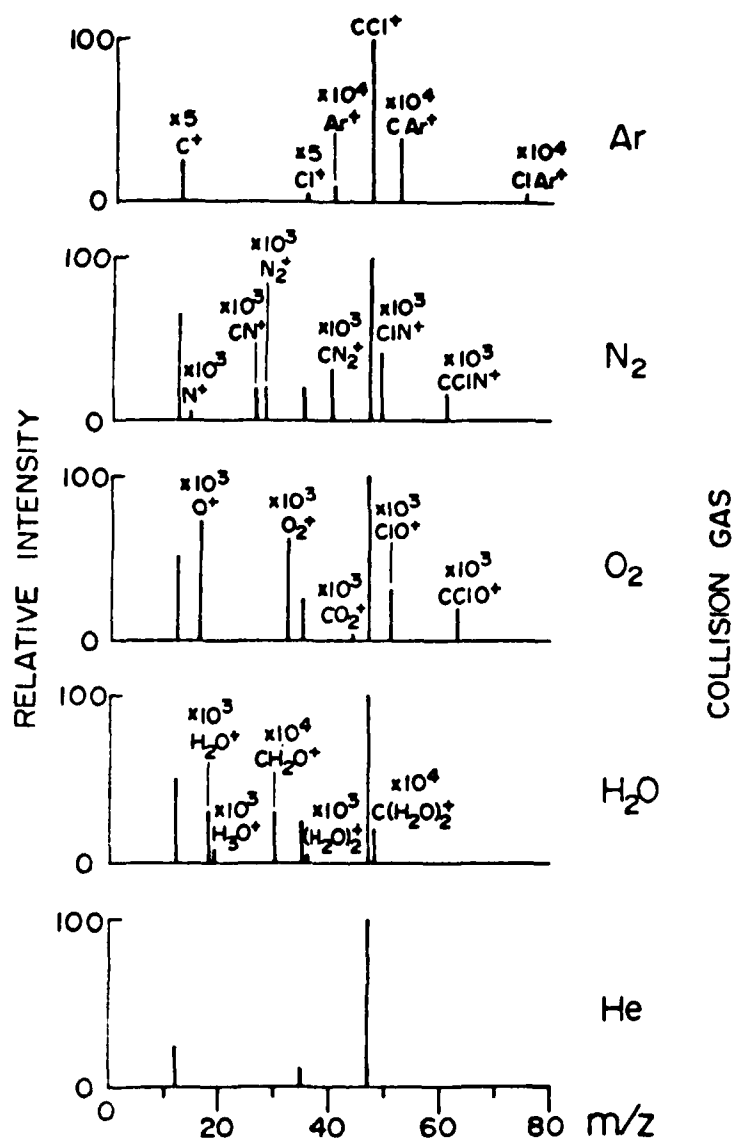 CCl⁺
100
x10⁴
Ar⁺
x10⁴
CAr⁺
x5
C⁺
x5
Cl⁺
x10⁴
ClAr⁺
0
Ar
100
x10³
N₂⁺
x10³
CN⁺
x10³
ClN⁺
x10³
CN₂⁺
x10³
N⁺
x10³
CClN⁺
0
N₂
100
x10³
O⁺
x10³
O₂⁺
x10³
ClO⁺
x10³
CO₂⁺
x10³
CClO⁺
0
O₂
100
x10³
H₂O⁺
x10⁴
CH₂O⁺
x10³
H₃O⁺
x10³
(H₂O)₂⁺
x10⁴
C(H₂O)₂⁺
0
H₂O
100
0
He
0
20
40
60
80
m/z
RELATIVE INTENSITY
COLLISION GAS